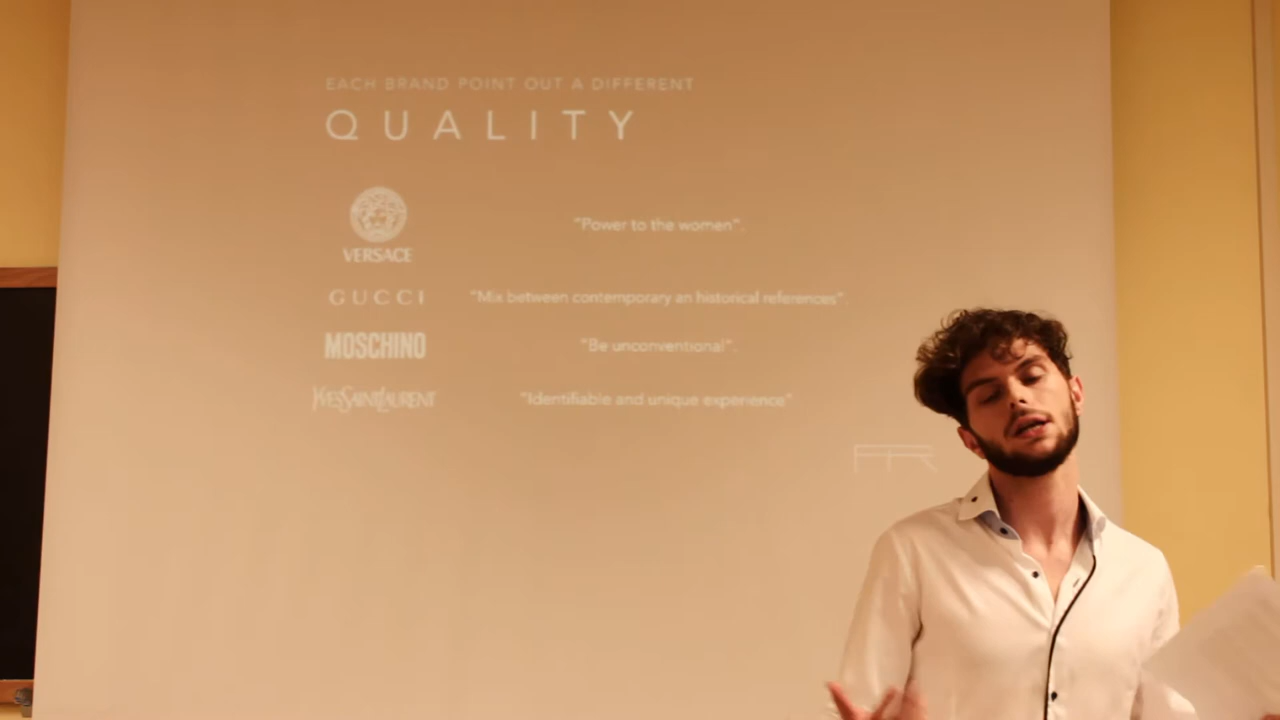 EACH BRAND POINT OUT A DIFFERENT
QUALITY
VERSACE "Power to the women".
GUCCI "Mix between contemporary an historical references".
MOSCHINO "Be unconventional".
YVESSAINTLAURENT "Identifiable and unique experience"
FR